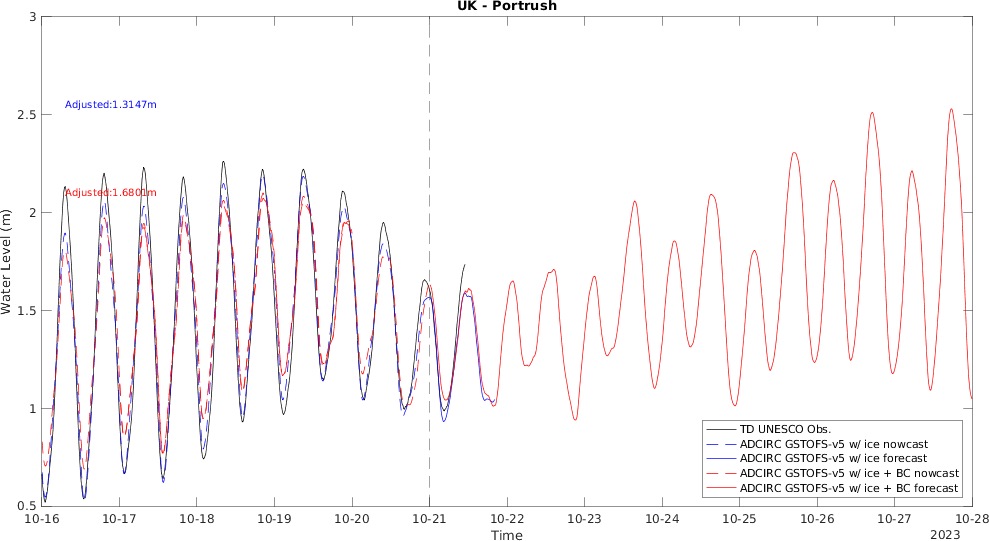 UK - Portrush
3
2.5
2
1.5
1
0.5
Water Level (m)
Adjusted:1.3147m
Adjusted:1.6801m
TD UNESCO Obs.
ADCIRC GSTOFS-v5 w/ ice nowcast
ADCIRC GSTOFS-v5 w/ ice forecast
ADCIRC GSTOFS-v5 w/ ice + BC nowcast
ADCIRC GSTOFS-v5 w/ ice + BC forecast
10-16 10-17 10-18 10-19 10-20 10-21 10-22 10-23 10-24 10-25 10-26 10-27 10-28
Time
2023